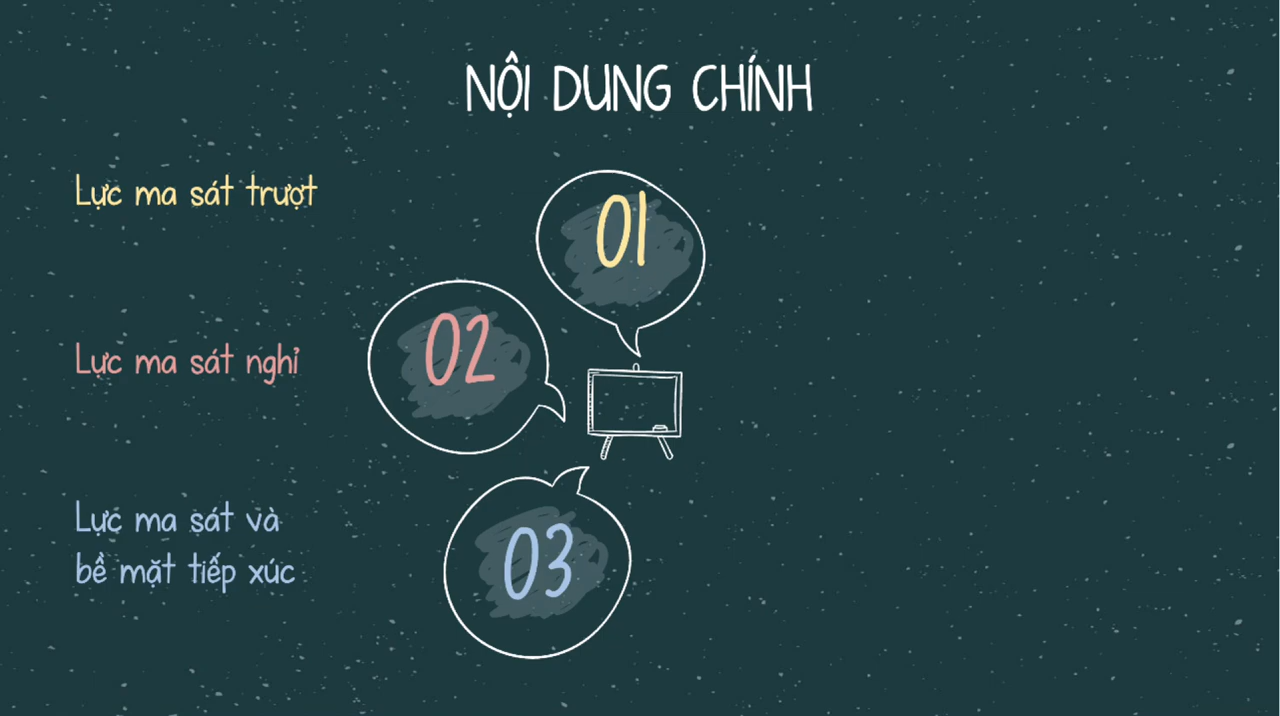 NỘI DUNG CHÍNH
Lực ma sát trượt
01
Lực ma sát nghỉ
02
Lực ma sát và
bề mặt tiếp xúc
03